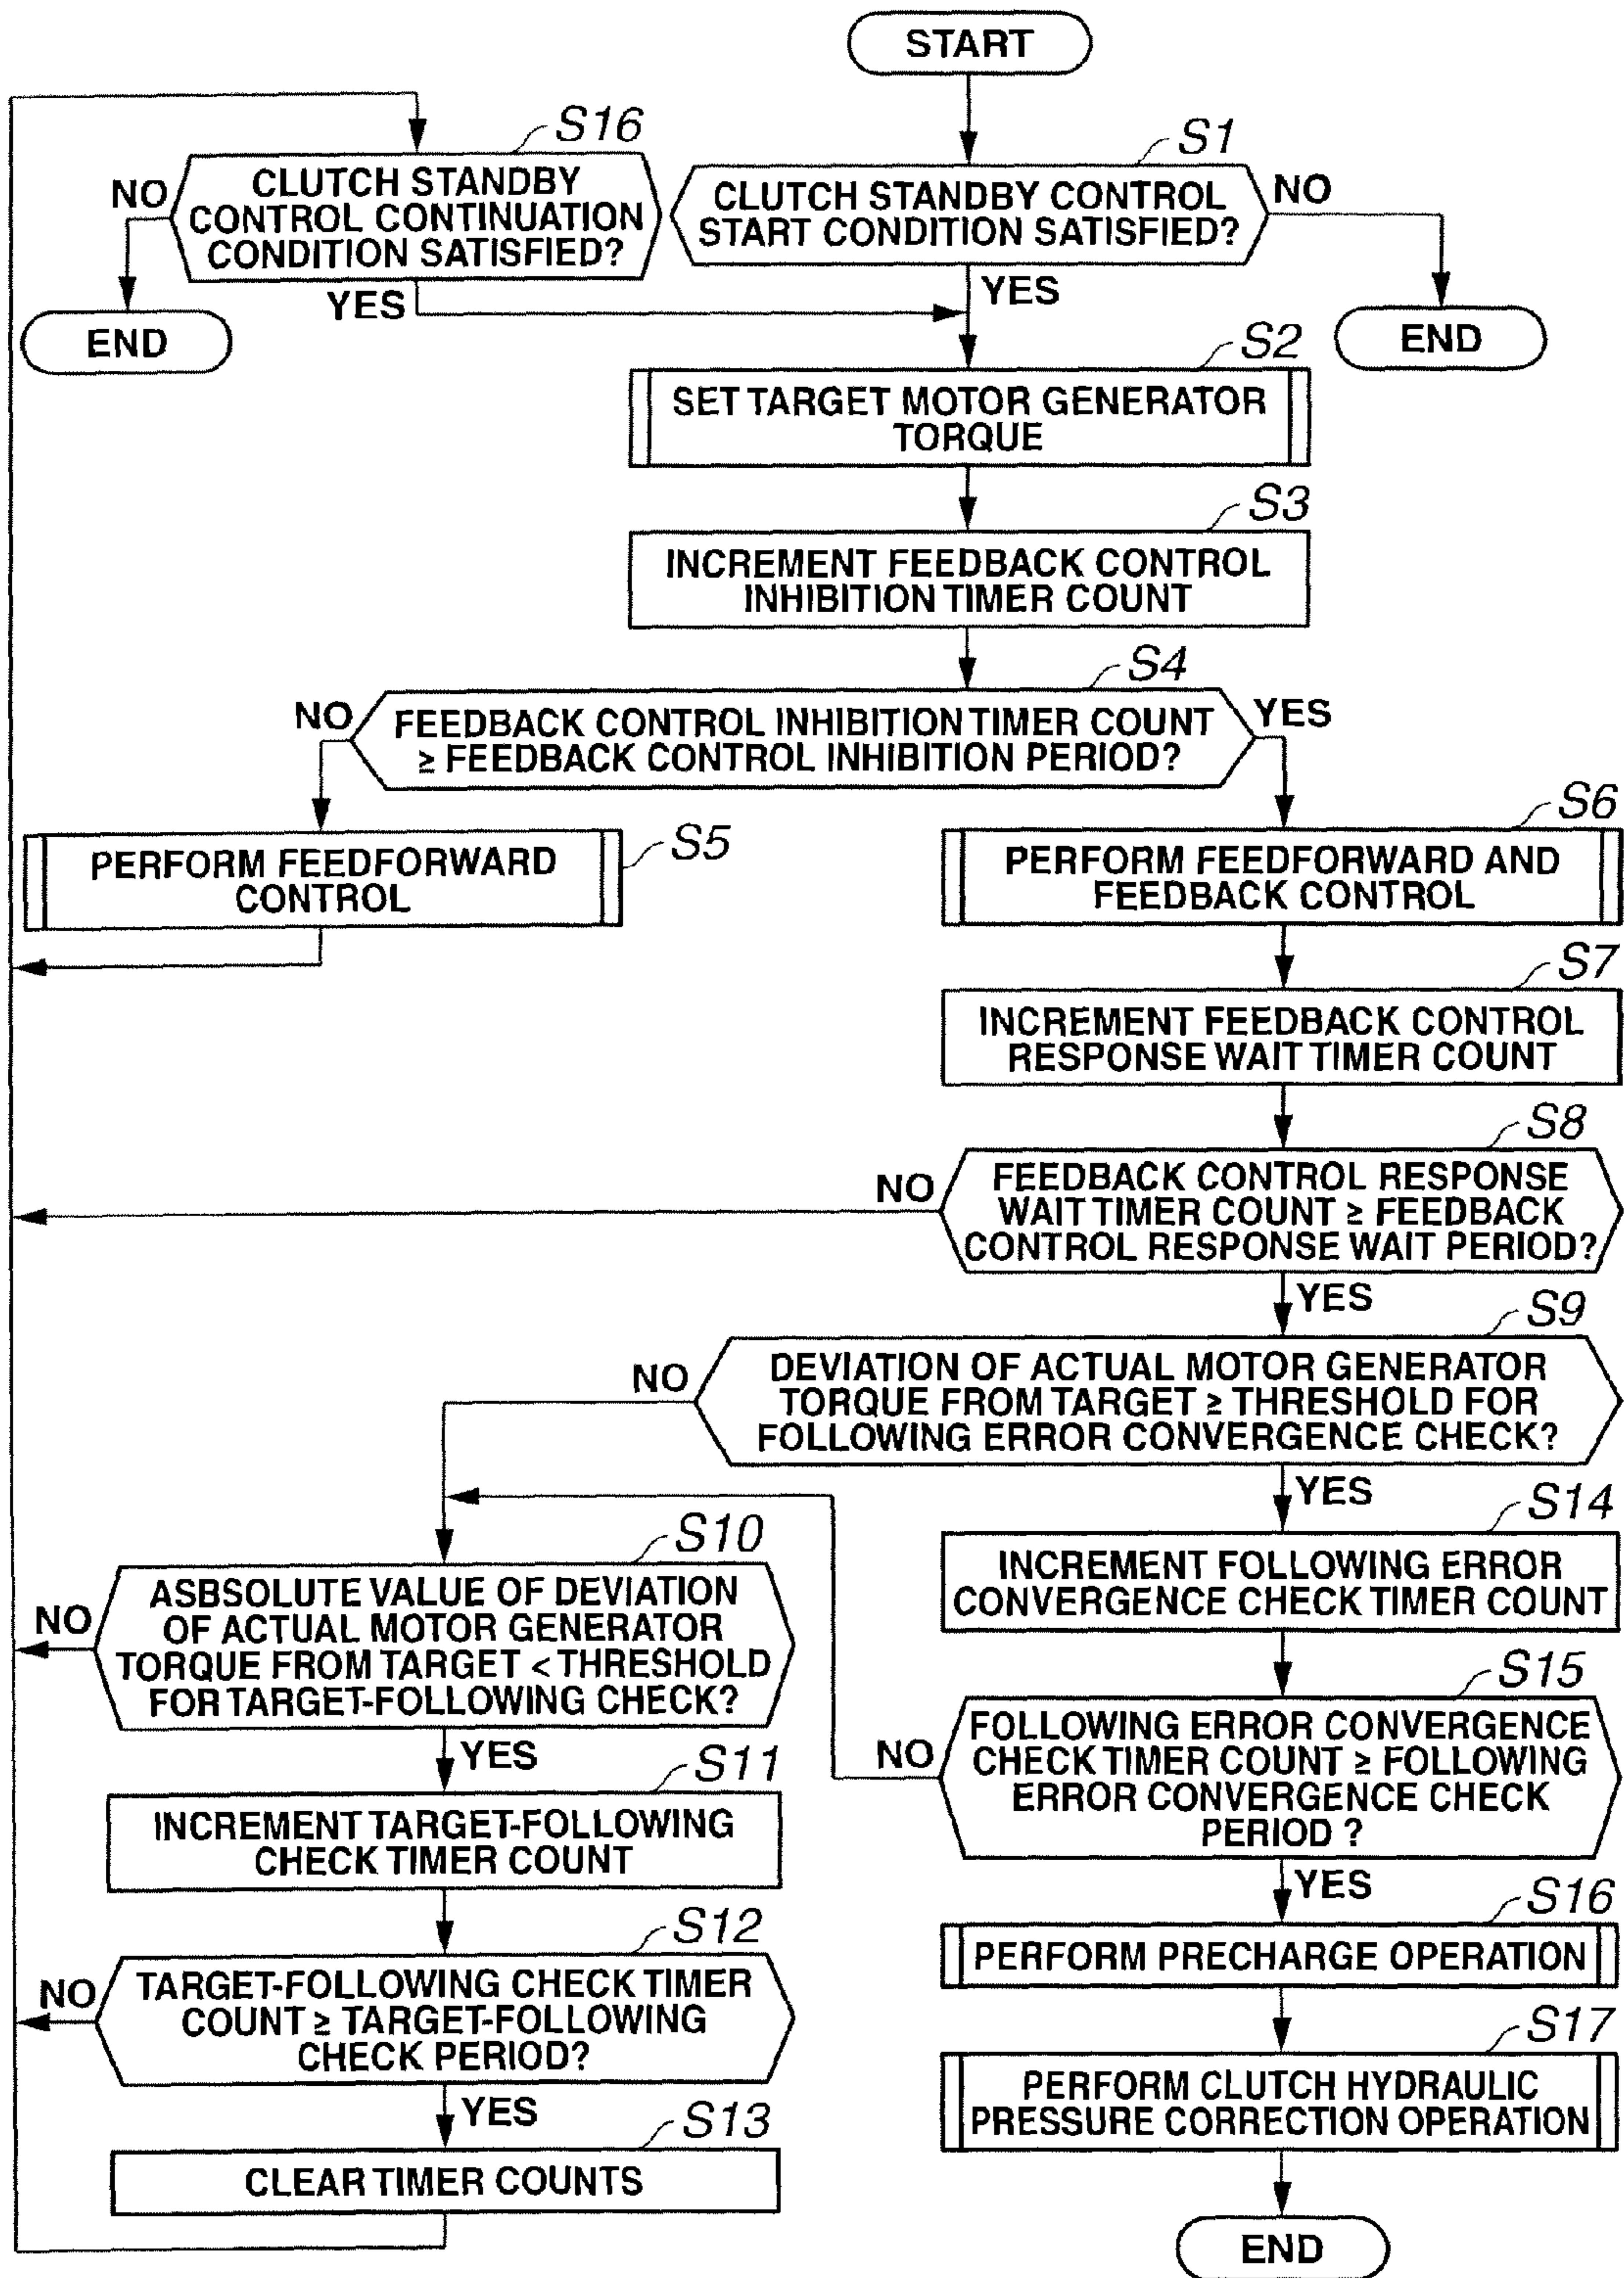 START
S16
CLUTCH STANDBY
CONTROL CONTINUATION
CONDITION SATISFIED?
NO
YES
END
S1
CLUTCH STANDBY CONTROL
START CONDITION SATISFIED?
NO
YES
END
S2
SET TARGET MOTOR GENERATOR
TORQUE
S3
INCREMENT FEEDBACK CONTROL
INHIBITION TIMER COUNT
S4
FEEDBACK CONTROL INHIBITION TIMER COUNT
≥ FEEDBACK CONTROL INHIBITION PERIOD?
NO
YES
S5
PERFORM FEEDFORWARD
CONTROL
S6
PERFORM FEEDFORWARD AND
FEEDBACK CONTROL
S7
INCREMENT FEEDBACK CONTROL
RESPONSE WAIT TIMER COUNT
S8
FEEDBACK CONTROL RESPONSE
WAIT TIMER COUNT ≥ FEEDBACK
CONTROL RESPONSE WAIT PERIOD?
NO
YES
S9
DEVIATION OF ACTUAL MOTOR GENERATOR
TORQUE FROM TARGET ≥ THRESHOLD FOR
FOLLOWING ERROR CONVERGENCE CHECK?
NO
YES
S10
ASBSOLUTE VALUE OF DEVIATION
OF ACTUAL MOTOR GENERATOR
TORQUE FROM TARGET < THRESHOLD
FOR TARGET-FOLLOWING CHECK?
NO
YES
S11
INCREMENT TARGET-FOLLOWING
CHECK TIMER COUNT
S12
TARGET-FOLLOWING CHECK TIMER
COUNT ≥ TARGET-FOLLOWING
CHECK PERIOD?
NO
YES
S13
CLEAR TIMER COUNTS
S14
INCREMENT FOLLOWING ERROR
CONVERGENCE CHECK TIMER COUNT
S15
FOLLOWING ERROR CONVERGENCE
CHECK TIMER COUNT ≥ FOLLOWING
ERROR CONVERGENCE CHECK
PERIOD ?
NO
YES
S16
PERFORM PRECHARGE OPERATION
S17
PERFORM CLUTCH HYDRAULIC
PRESSURE CORRECTION OPERATION
END